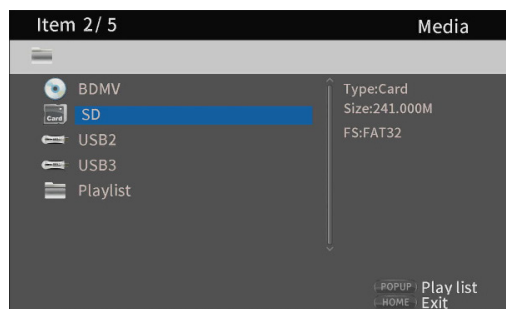 Item 2/ 5
Media
BDMV
Card SD
USB2
USB3
Playlist
Type:Card
Size:241.000M
FS:FAT32
POPUP Play list
HOME Exit